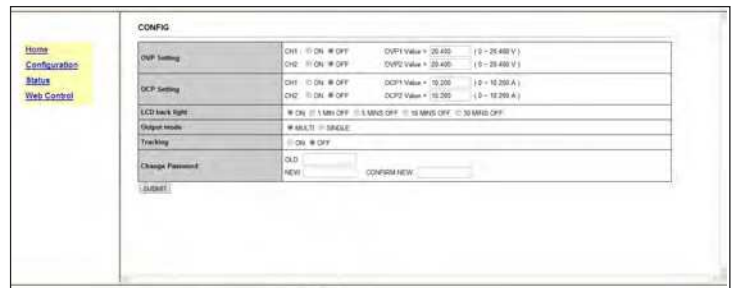 CONFIG
Home
Configuration
Status
Web Control
OVP Setting
CH1 : ON OFF OVP1 Value = 20.400 ( 0 ~ 20.400 V )
CH2 : ON OFF OVP2 Value = 20.400 ( 0 ~ 20.400 V )
OCP Setting
CH1 : ON OFF OCP1 Value = 10.200 ( 0 ~ 10.200 A )
CH2 : ON OFF OCP2 Value = 10.200 ( 0 ~ 10.200 A )
LCD back light
ON 1 MIN OFF 5 MINS OFF 10 MINS OFF 30 MINS OFF
Output mode
MULTI SINGLE
Tracking
ON OFF
Change Password
OLD
NEW CONFIRM NEW
SUBMIT